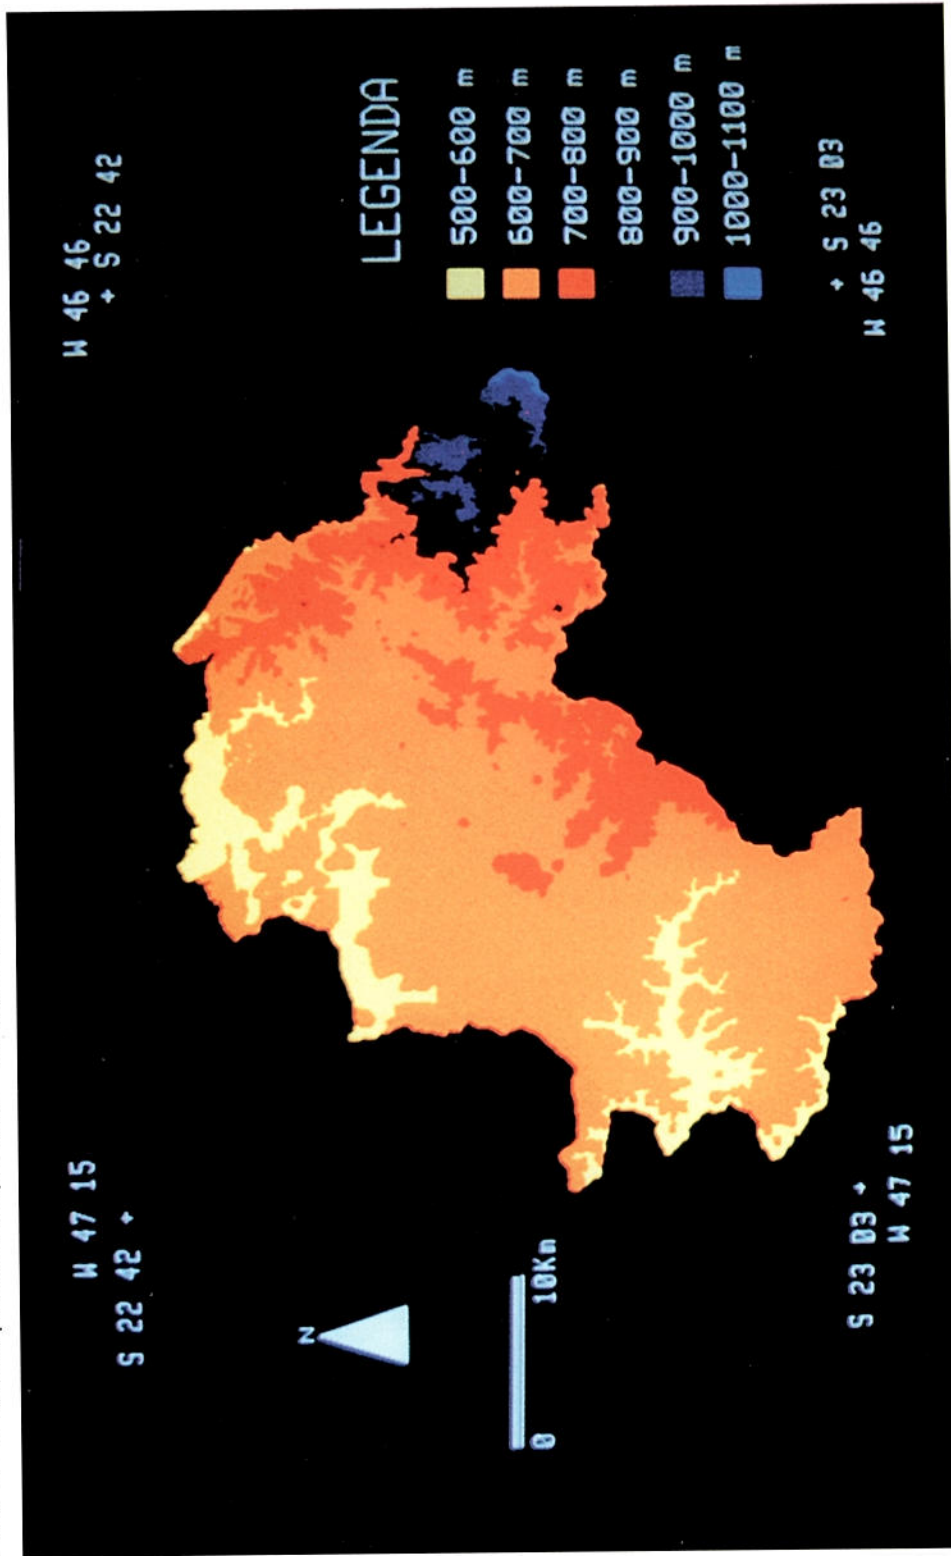 W 47 15
S 22 42 +
W 46 46
+ S 22 42
N
0
10Km
LEGENDA
500-600 m
600-700 m
700-800 m
800-900 m
900-1000 m
1000-1100 m
S 23 03 +
W 47 15
+ S 23 03
W 46 46